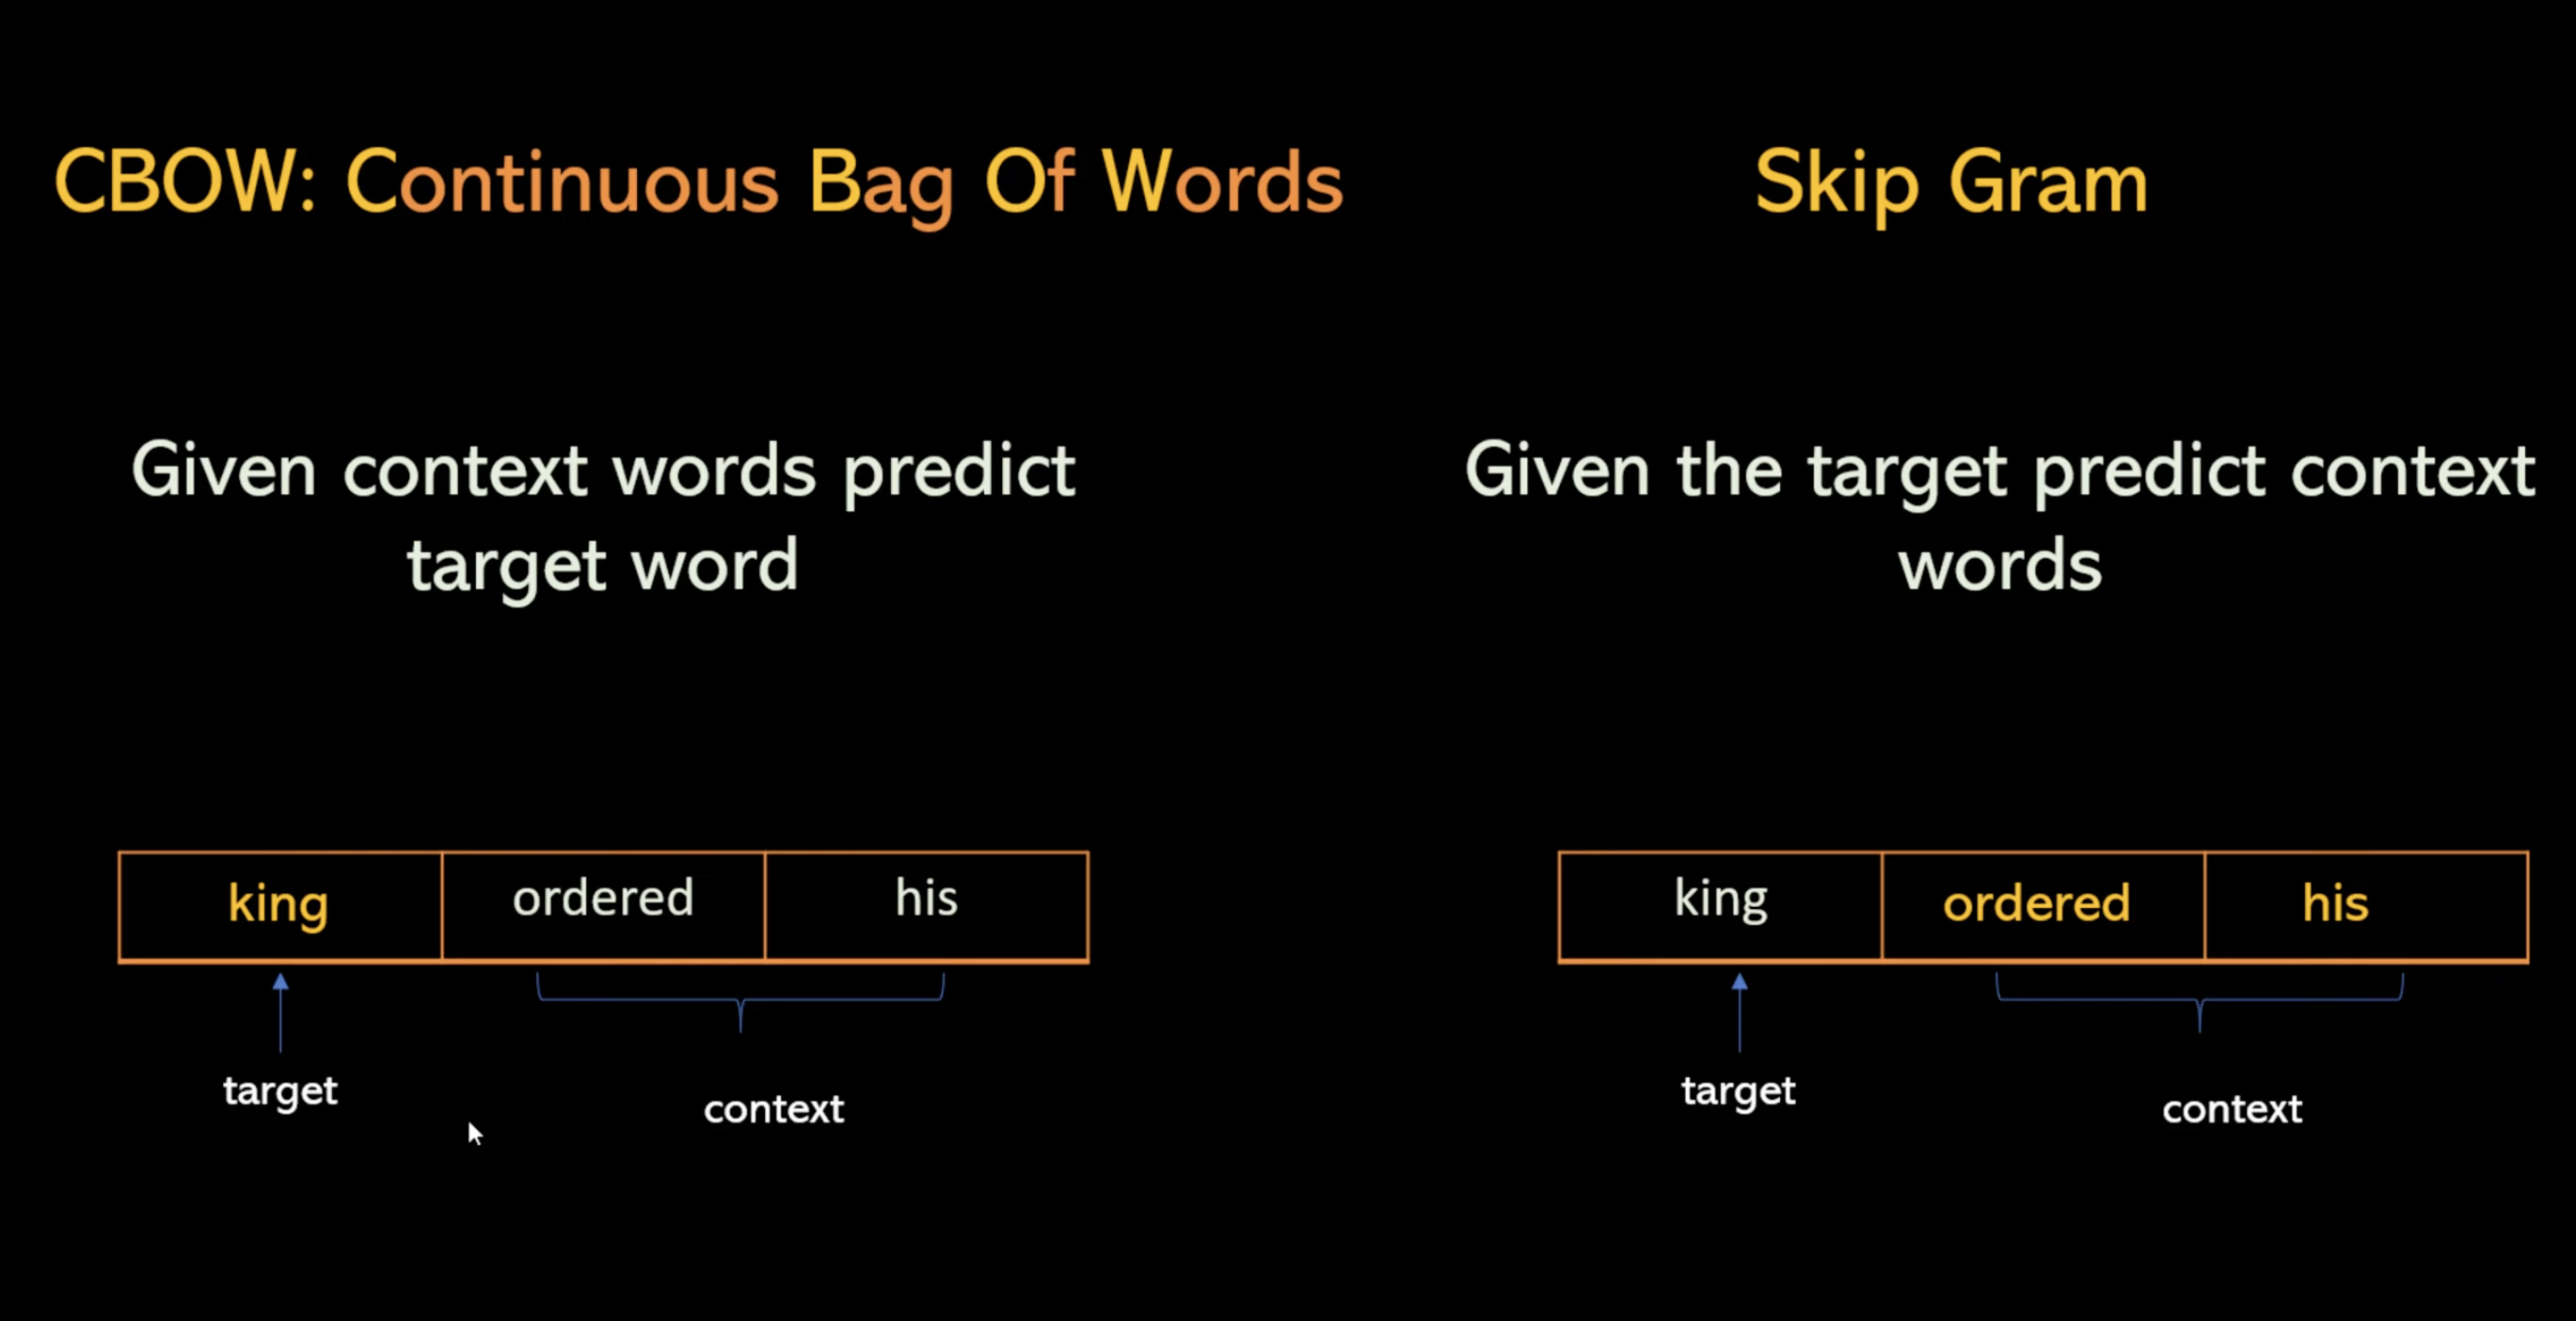 CBOW: Continuous Bag Of Words
Given context words predict
target word
king ordered his
target
context
Skip Gram
Given the target predict context
words
king ordered his
target
context